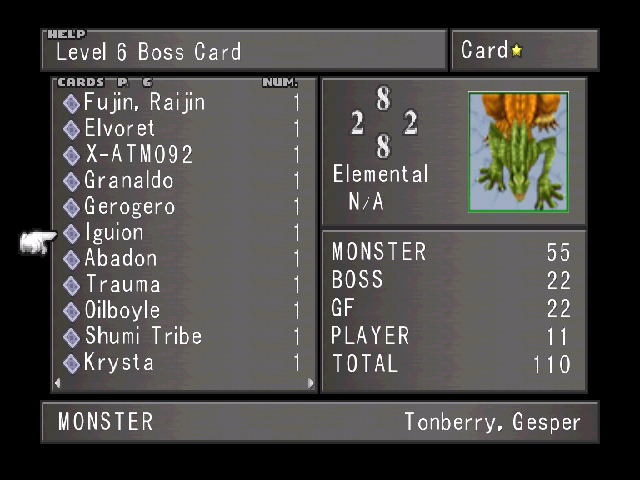 HELP
Level 6 Boss Card
Card★
CARDS P. 6 NUM.
Fujin, Raijin 1
Elvoret 1
X-ATM092 1
Granaldo 1
Gerogero 1
Iguion 1
Abadon 1
Trauma 1
Oilboyle 1
Shumi Tribe 1
Krysta 1
8
2 2
8
Elemental
N/A
MONSTER 55
BOSS 22
GF 22
PLAYER 11
TOTAL 110
MONSTER Tonberry, Gesper